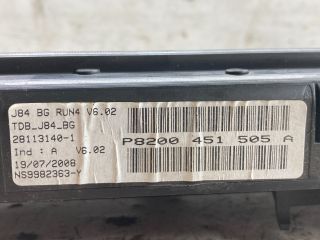 J84 BG RUN4 V6.02
TDB_J84_BG
28113140-1
Ind : A V6.02
19/07/2008
NS9982363-Y
P8200 451 505 A